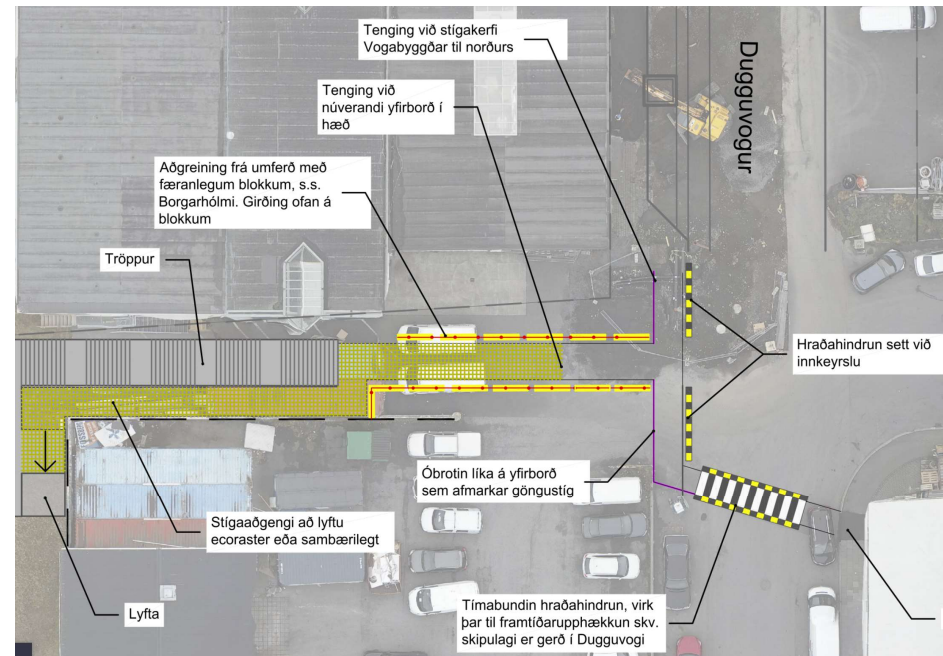 Tenging við stígakerfi
Vogabyggðar til norðurs
Dugguvogur
Tenging við
núverandi yfirborð í
hæð
Aðgreining frá umferð með
færanlegum blokkum, s.s.
Borgarhólmi. Girðing ofan á
blokkum
Tröppur
Hraðahindrun sett við
innkeyrslu
Óbrotin líka á yfirborð
sem afmarkar göngustíg
Stígaaðgengi að lyftu
ecoraster eða sambærilegt
Lyfta
Tímabundin hraðahindrun, virk
þar til framtíðarupphækkun skv.
skipulagi er gerð í Dugguvogi